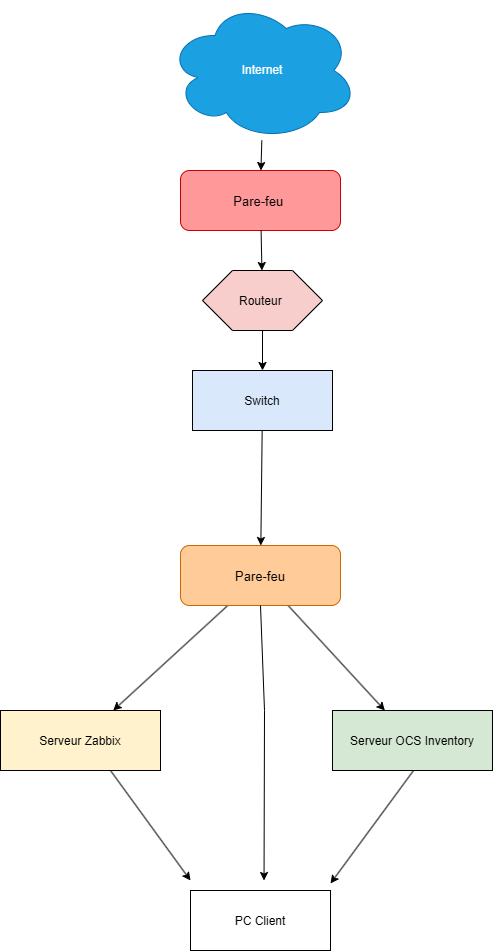 Internet
Pare-feu
Routeur
Switch
Pare-feu
Serveur Zabbix
Serveur OCS Inventory
PC Client